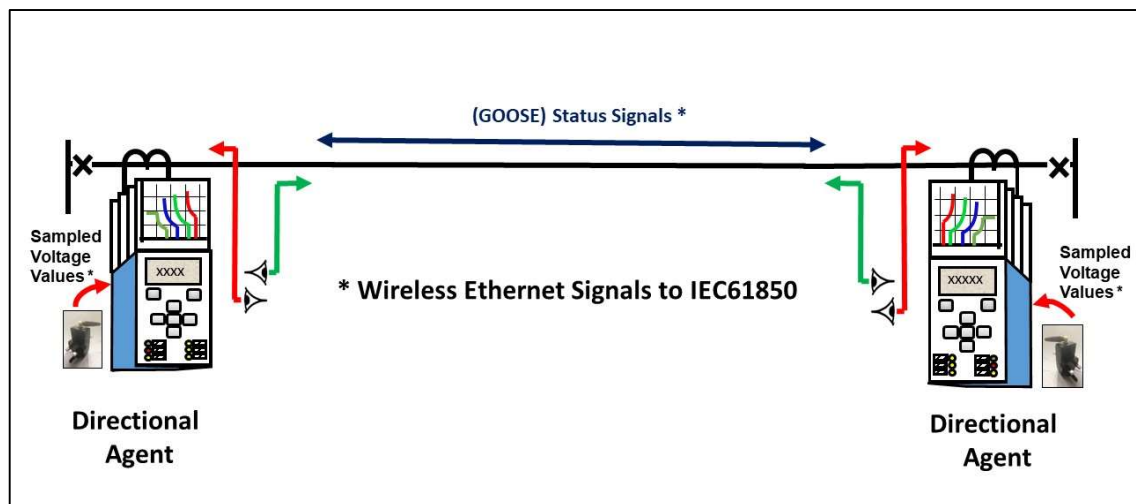 (GOOSE) Status Signals *
Sampled
Voltage
Values *
XXXX
* Wireless Ethernet Signals to IEC61850
XXXXX
Sampled
Voltage
Values *
Directional
Agent
Directional
Agent